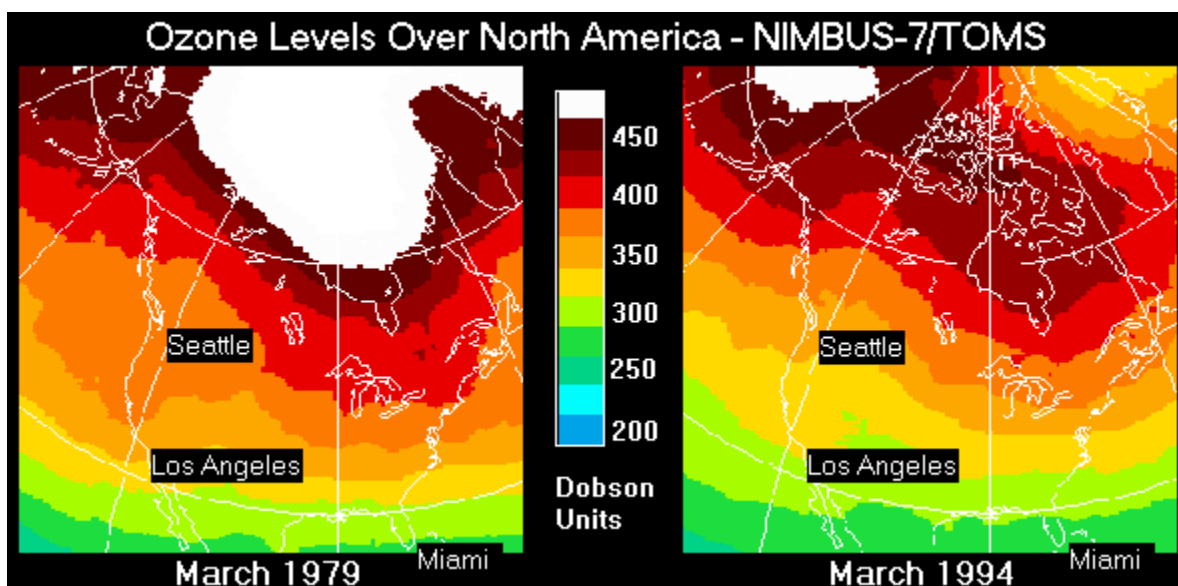 Ozone Levels Over North America - NIMBUS-7/TOMS
Seattle
Los Angeles
Miami
March 1979
450
400
350
300
250
200
Dobson
Units
Seattle
Los Angeles
Miami
March 1994